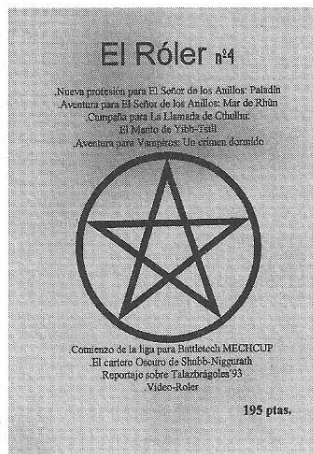 El Róler nº4
.Nueva profesión para El Señor de los Anillos: Paladín
.Aventura para El Señor de los Anillos: Mar de Rhûn
.Campaña para La Llamada de Cthulhu:
El Manto de Yibb-Tstll
.Aventura para Vampiros: Un crimen dormido
.Comienzo de la liga para Battletech MECHCUP
.El cartero Oscuro de Shubb-Niggurath
.Reportaje sobre Talazbrágoles'93
.Video-Roler
195 ptas.